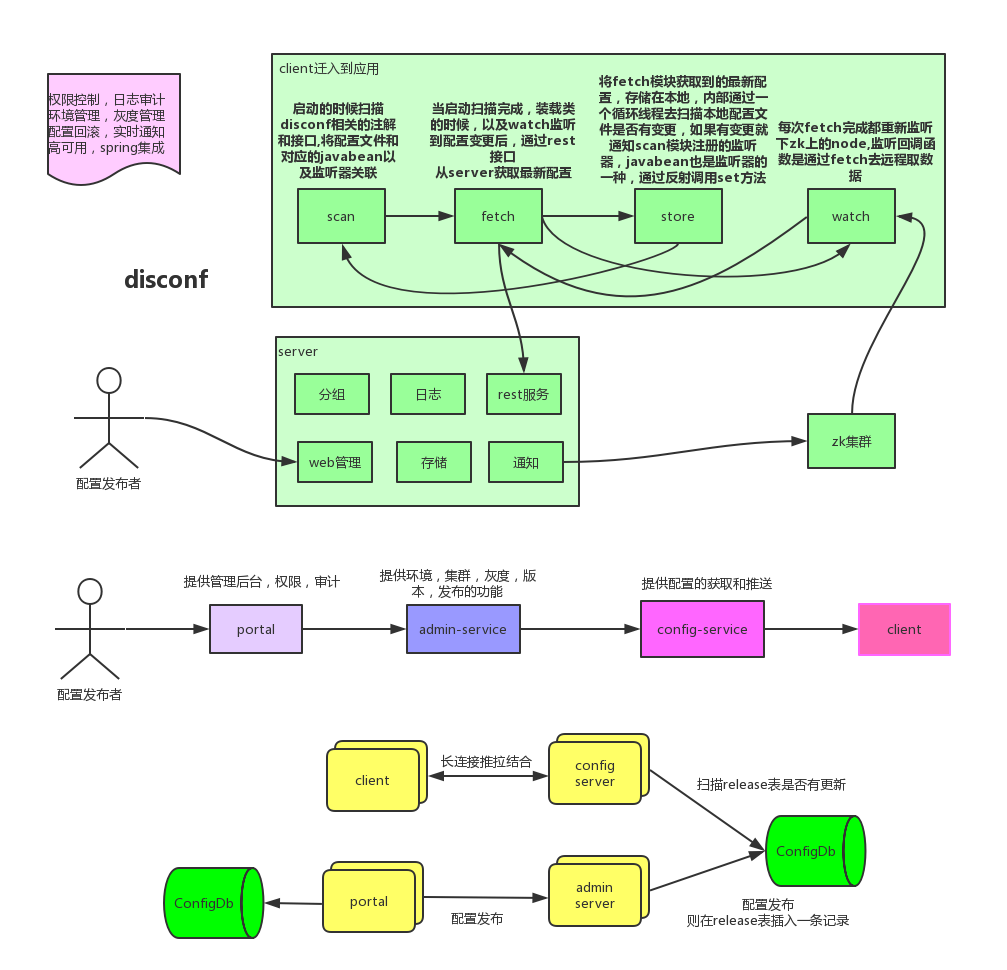 client迁入到应用
权限控制，日志审计
环境管理，灰度管理
配置回滚，实时通知
高可用，spring集成
启动的时候扫描
disconf相关的注解
和接口,将配置文件和
对应的javabean以
及监听器关联
当启动扫描完成，装载类
的时候，以及watch监听
到配置变更后，通过rest
接口
从server获取最新配置
将fetch模块获取到的最新配
置，存储在本地，内部通过一
个循环线程去扫描本地配置文
件是否有变更，如果有变更就
通知scan模块注册的监听
器，javabean也是监听器的
一种，通过反射调用set方法
每次fetch完成都重新监听
下zk上的node,监听回调函
数是通过fetch去远程取数
据
scan
fetch
store
watch
disconf
server
分组
日志
rest服务
web管理
存储
通知
zk集群
配置发布者
提供管理后台，权限，审计
提供环境，集群，灰度，版
本，发布的功能
提供配置的获取和推送
portal
admin-service
config-service
client
配置发布者
client
长连接推拉结合
config
server
扫描release表是否有更新
ConfigDb
ConfigDb
portal
配置发布
admin
server
配置发布
则在release表插入一条记录